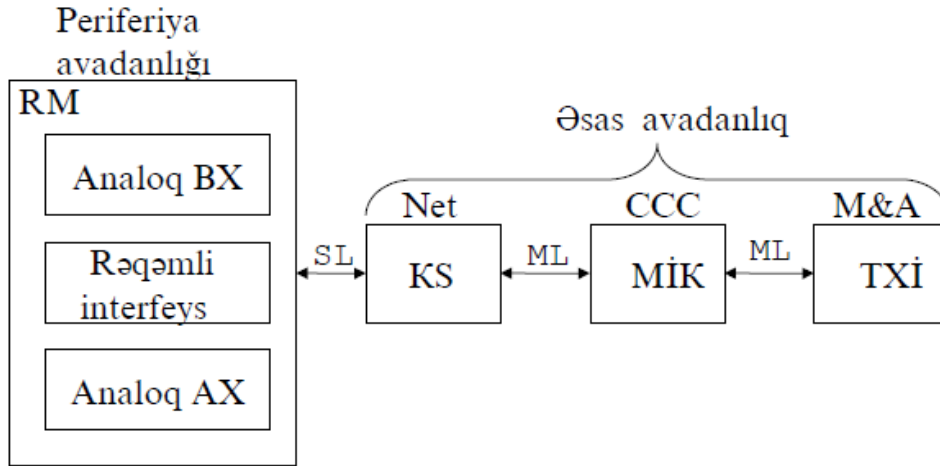 Periferiya
avadanlığı
RM
Analoq BX
Rəqəmli
interfeys
Analoq AX
SL
Əsas avadanlıq
Net
KS
ML
CCC
MİK
ML
M&A
TXİ